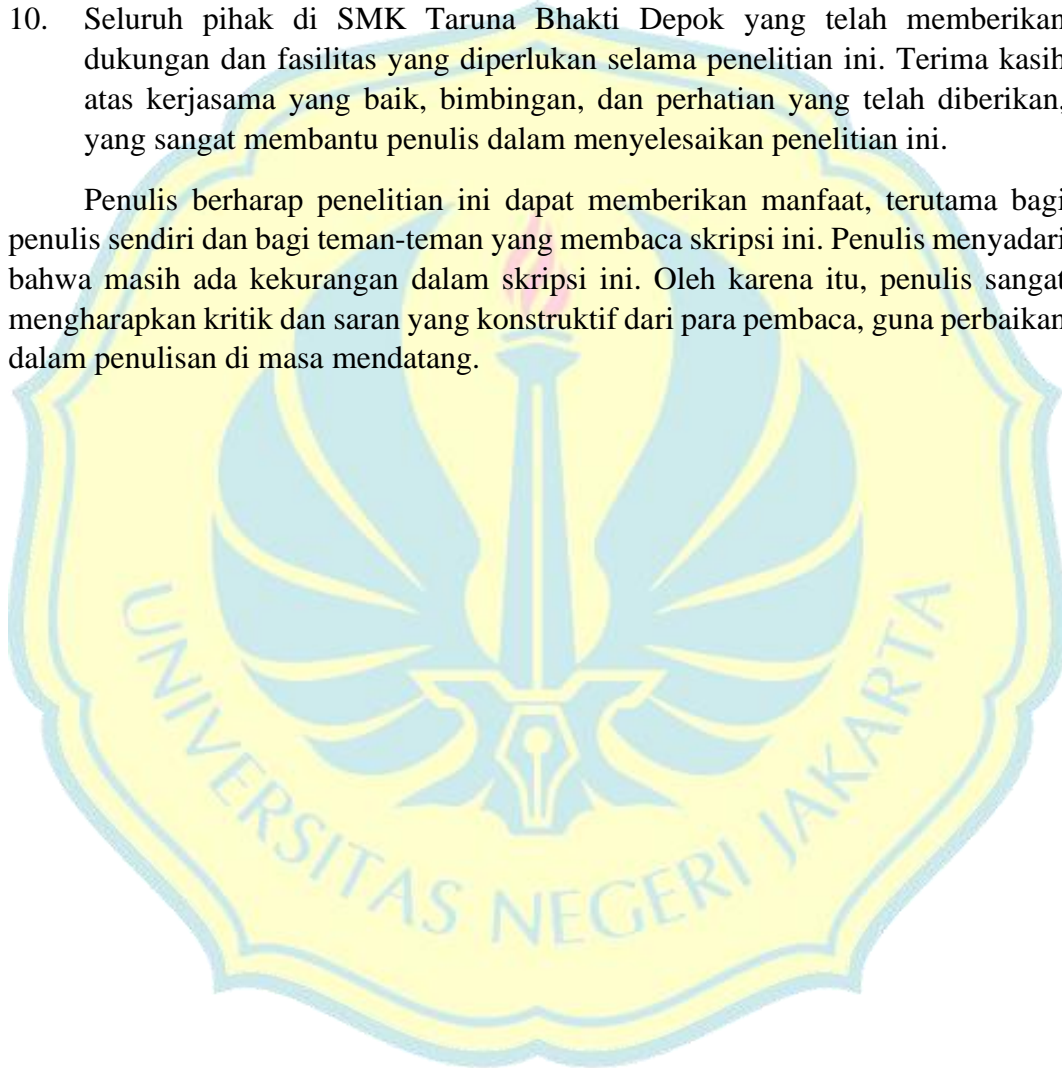 10. Seluruh pihak di SMK Taruna Bhakti Depok yang telah memberikan
dukungan dan fasilitas yang diperlukan selama penelitian ini. Terima kasih
atas kerjasama yang baik, bimbingan, dan perhatian yang telah diberikan,
yang sangat membantu penulis dalam menyelesaikan penelitian ini.
Penulis berharap penelitian ini dapat memberikan manfaat, terutama bagi
penulis sendiri dan bagi teman-teman yang membaca skripsi ini. Penulis menyadari
bahwa masih ada kekurangan dalam skripsi ini. Oleh karena itu, penulis sangat
mengharapkan kritik dan saran yang konstruktif dari para pembaca, guna perbaikan
dalam penulisan di masa mendatang.
UNIVERSITAS NEGERI JAKARTA